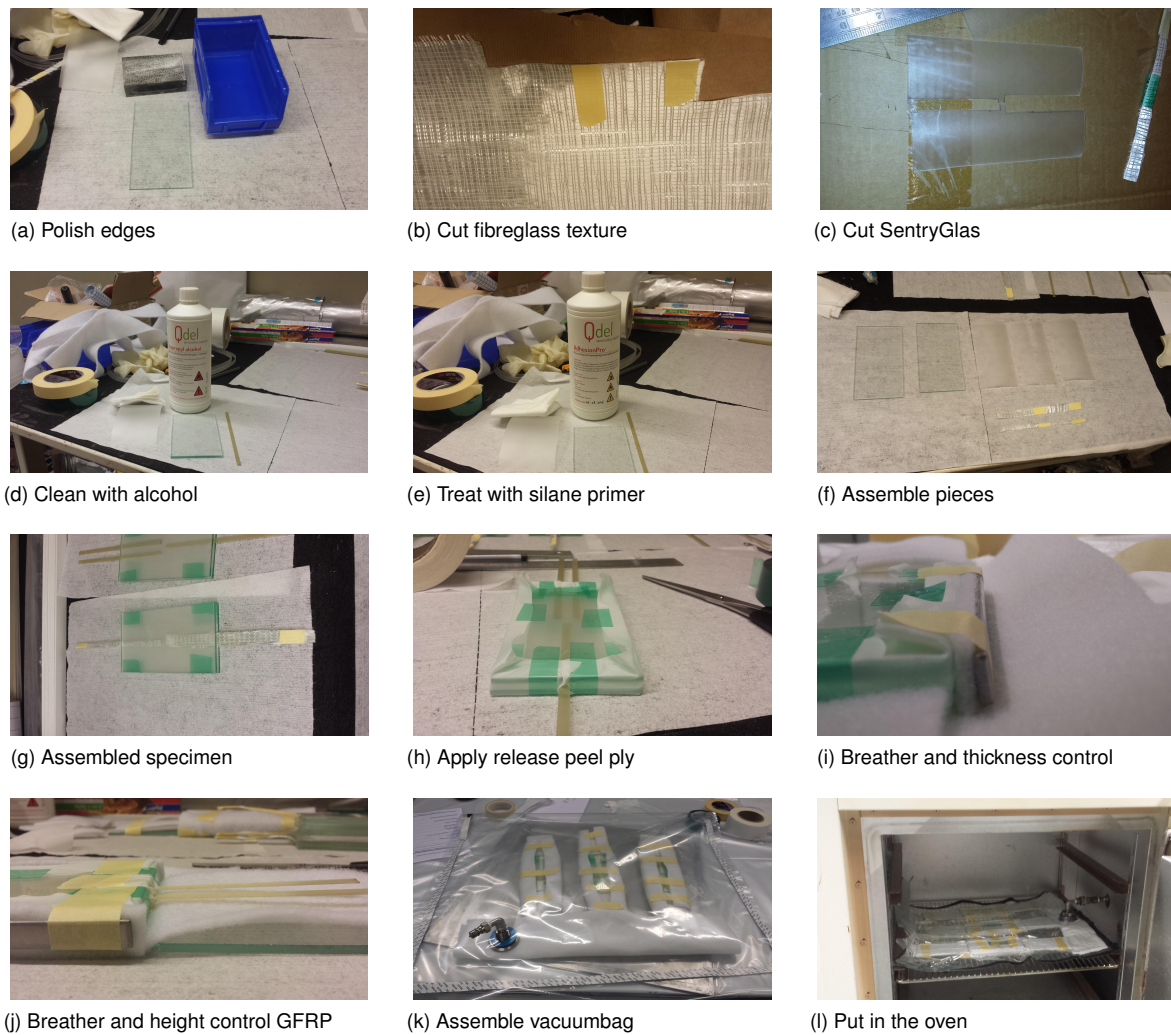 (a) Polish edges
(b) Cut fibreglass texture
(c) Cut SentryGlas
Qdel
alcohol
Qdel
AdhesionPro
(d) Clean with alcohol
(e) Treat with silane primer
(f) Assemble pieces
(g) Assembled specimen
(h) Apply release peel ply
(i) Breather and thickness control
(j) Breather and height control GFRP
(k) Assemble vacuumbag
(l) Put in the oven